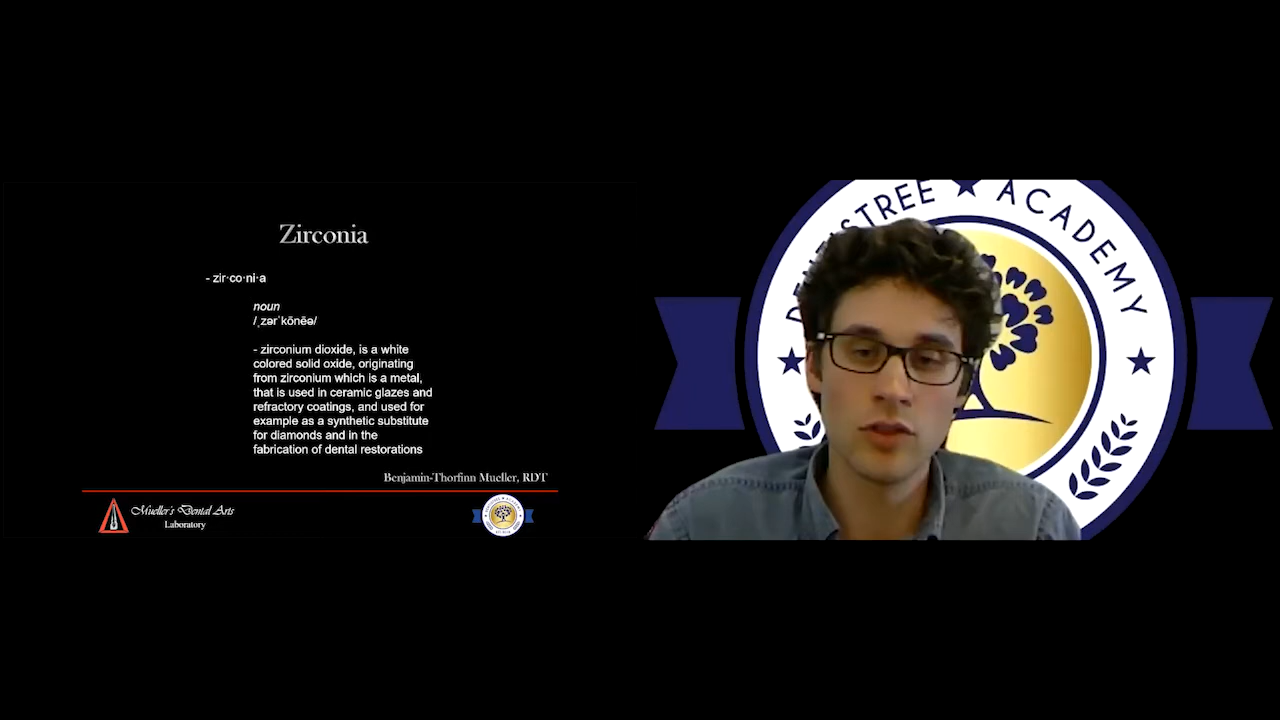 Zirconia
- zir·co·ni·a
noun
/ˌzərˈkōnēə/
- zirconium dioxide, is a white
colored solid oxide, originating
from zirconium which is a metal,
that is used in ceramic glazes and
refractory coatings, and used for
example as a synthetic substitute
for diamonds and in the
fabrication of dental restorations
Benjamin-Thorfinn Mueller, RDT
Mueller's Dental Arts
Laboratory
STREE ★ ACADEMY